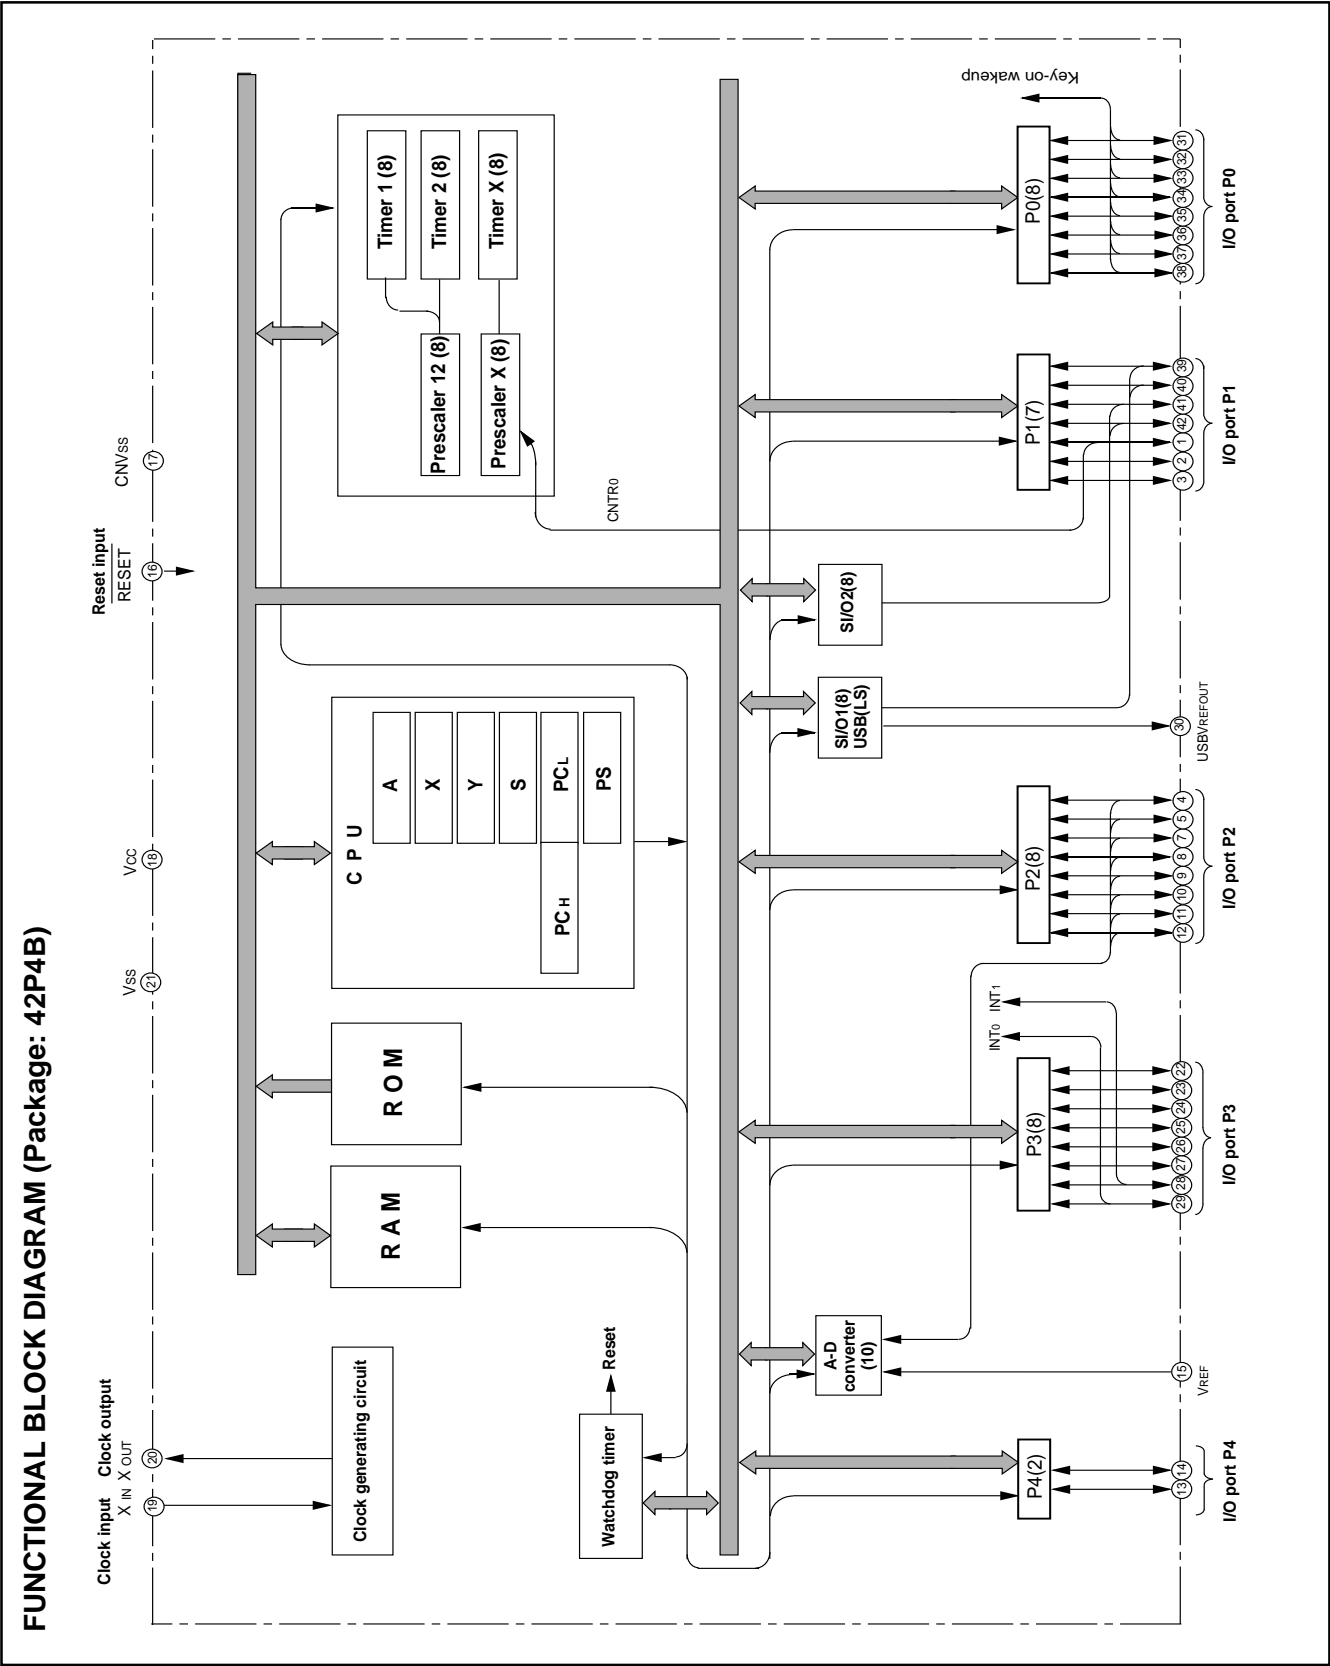 FUNCTIONAL BLOCK DIAGRAM (Package: 42P4B)
Clock input
XIN
Clock output
XOUT
19
20
VSS
21
VCC
18
Reset input
RESET
16
CNVSS
17
Clock generating circuit
RAM
ROM
CPU
A
X
Y
S
PCH
PCL
PS
Timer 1 (8)
Timer 2 (8)
Timer X (8)
Prescaler 12 (8)
Prescaler X (8)
CNTR0
Watchdog timer
Reset
A-D
converter
(10)
SI/O1(8)
USB(LS)
SI/O2(8)
INT0
INT1
Key-on wakeup
P4(2)
P3(8)
P2(8)
P1(7)
P0(8)
13 14
15
29 28 27 26 25 24 23 22
12 11 10 9 8 7 5 4
30
3 2 1 42 41 40 39
38 37 36 35 34 33 32 31
I/O port P4
VREF
I/O port P3
I/O port P2
USBVREFOUT
I/O port P1
I/O port P0